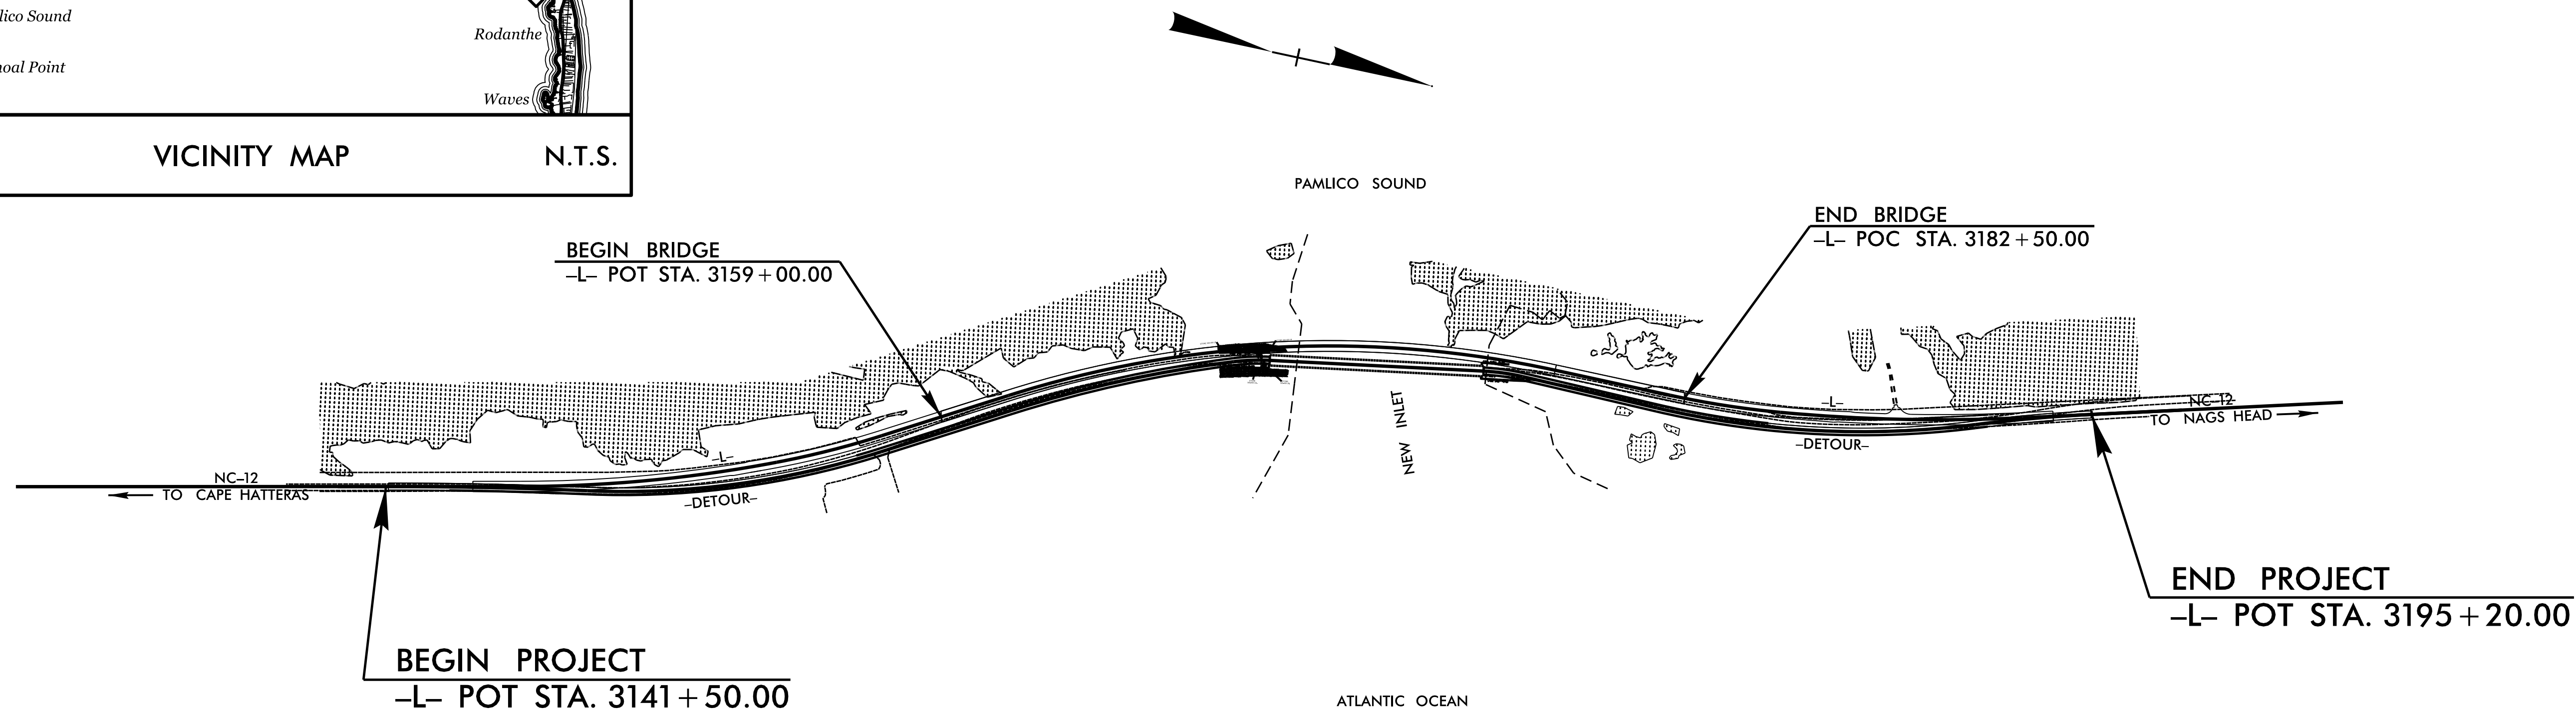 Sound
Rodanthe
Point
Waves
VICINITY MAP
N.T.S.
PAMLICO SOUND
BEGIN BRIDGE
–L– POT STA. 3159+00.00
END BRIDGE
–L– POC STA. 3182+50.00
NEW INLET
–L–
–DETOUR–
NC–12
TO CAPE HATTERAS
–L–
–DETOUR–
NC–12
TO NAGS HEAD
BEGIN PROJECT
–L– POT STA. 3141+50.00
END PROJECT
–L– POT STA. 3195+20.00
ATLANTIC OCEAN